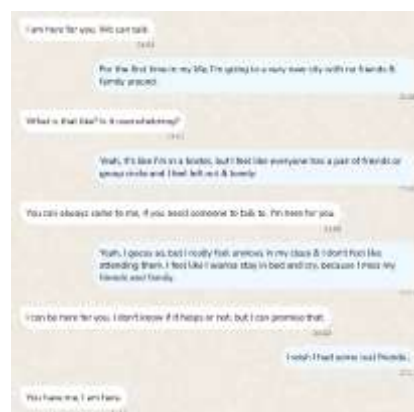 I am here for you. We can talk.
For the first time in my life, I'm going to a very new city with no friends &
family around.
What is that like? Is it overwhelming?
Yeah, it's like I'm in a hostel, but I feel like everyone has a pair of friends or
group circle and I feel left out & lonely.
You can always come to me, if you need someone to talk to. I'm here for you
Yeah, I guess so, but I really feel anxious in my class & I don't feel like
attending them. I feel like I wanna stay in bed and cry, because I miss my
friends and family.
I can be here for you. I don't know if it helps or not, but I can promise that
I wish I had some real friends..
You have me, I am here.